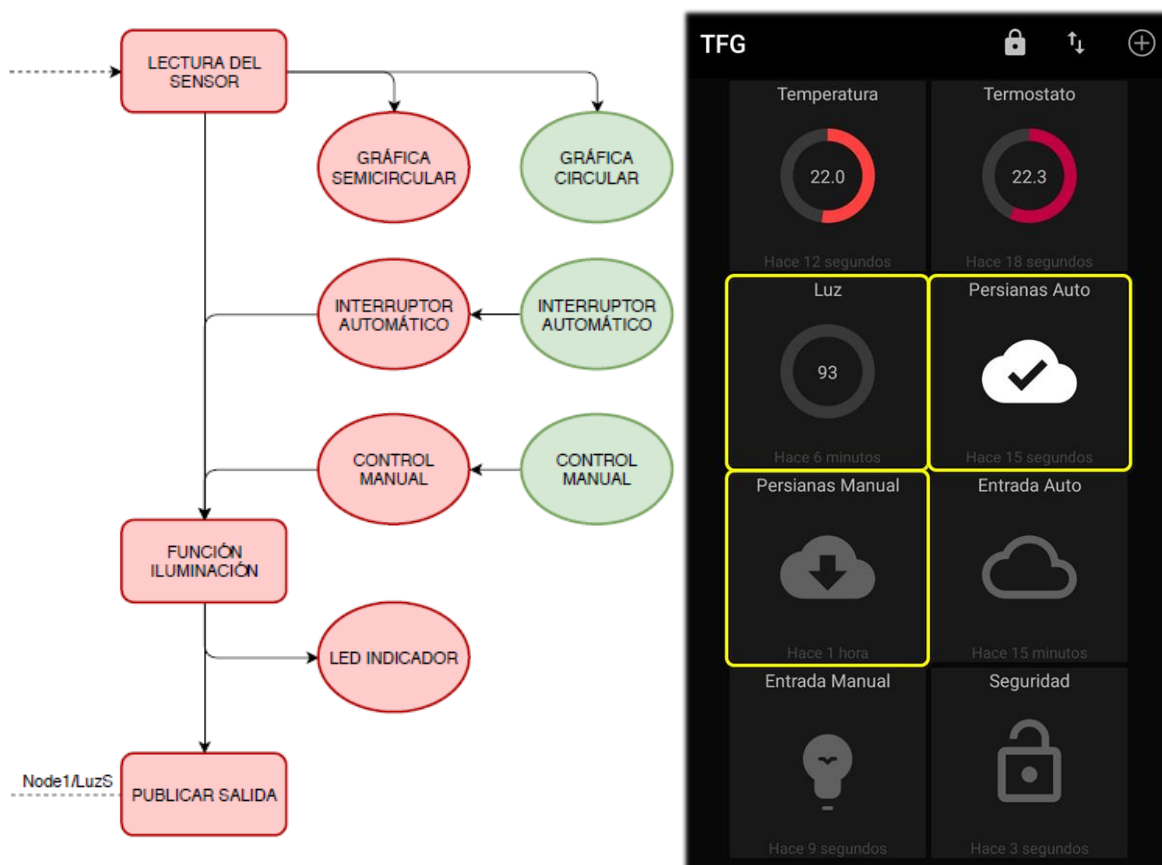 LECTURA DEL
SENSOR
GRÁFICA
SEMICIRCULAR
GRÁFICA
CIRCULAR
INTERRUPTOR
AUTOMÁTICO
INTERRUPTOR
AUTOMÁTICO
CONTROL
MANUAL
CONTROL
MANUAL
FUNCIÓN
ILUMINACIÓN
LED INDICADOR
Node1/LuzS
PUBLICAR SALIDA
TFG
Temperatura
22.0
Hace 12 segundos
Termostato
22.3
Hace 18 segundos
Luz
93
Hace 6 minutos
Persianas Auto
Hace 15 segundos
Persianas Manual
Hace 1 hora
Entrada Auto
Hace 15 minutos
Entrada Manual
Hace 9 segundos
Seguridad
Hace 3 segundos